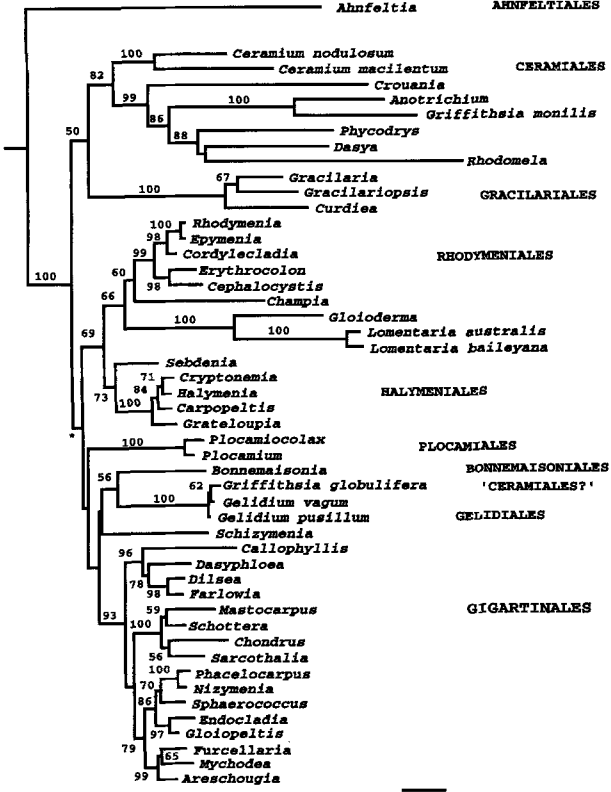 Ahnfeltia AHNFELTIALES
100 Ceramium nodulosum
82 Ceramium macilentum CERAMIALES
Crouania
99 100 Anotrichium
86 Griffithsia monilis
50 88 Phycodrys
Dasya
Rhodomela
67 Gracilaria
100 Gracilariopsis GRACILARIALES
Curdiea
100 Rhodymenia
98 Epymenia
99 Cordylecladia RHODYMENIALES
60 Erythrocolon
100 98 Cephalocystis
66 Champia
100 Gloioderma
69 100 Lomentaria australis
Lomentaria baileyana
Sebdenia
71 Cryptonemia
73 84 Halymenia HALYMENIALES
100 Carpopeltis
Grateloupia
* 100 Plocamiocolax PLOCAMIALES
Plocamium
56 Bonnemaisonia BONNEMAISONIALES
62 Griffithsia globulifera 'CERAMIALES?'
100 Gelidium vagum
Gelidium pusillum GELIDIALES
Schizymenia
96 Callophyllis
Dasyphloea
78 Dilsea
98 Farlowia
93 59 Mastocarpus GIGARTINALES
100 Schottera
Chondrus
56 Sarcothalia
100 Phacelocarpus
70 Nizymenia
86 Sphaerococcus
Endocladia
97 Gloiopeltis
79 Furcellaria
65 Mychodea
99 Areschougia